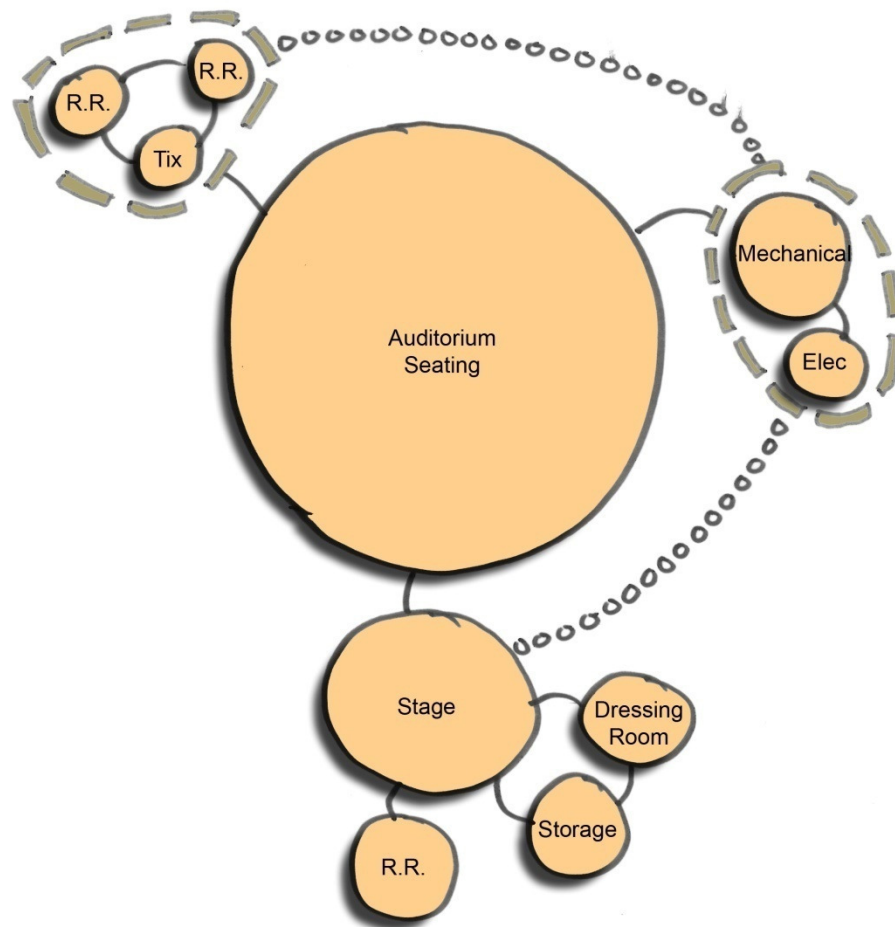 R.R.
R.R.
Tix
Mechanical
Elec
Auditorium
Seating
Stage
Dressing
Room
Storage
R.R.